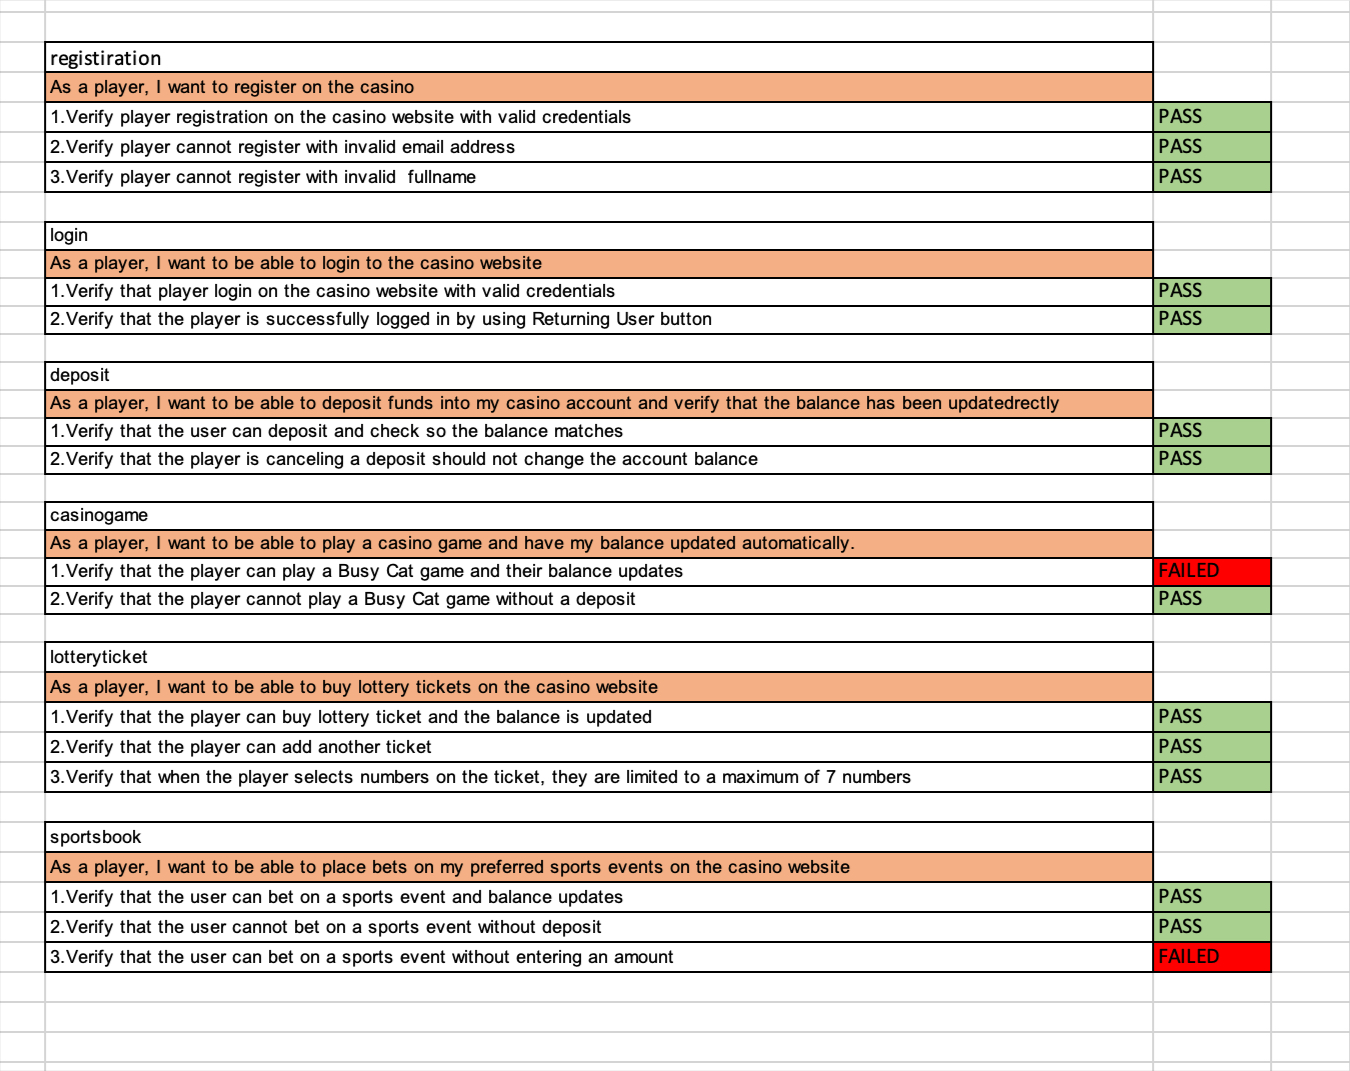 registiration
As a player, I want to register on the casino
1.Verify player registration on the casino website with valid credentials PASS
2.Verify player cannot register with invalid email address PASS
3.Verify player cannot register with invalid  fullname PASS
login
As a player, I want to be able to login to the casino website
1.Verify that player login on the casino website with valid credentials PASS
2.Verify that the player is successfully logged in by using Returning User button PASS
deposit
As a player, I want to be able to deposit funds into my casino account and verify that the balance has been updatedrectly
1.Verify that the user can deposit and check so the balance matches PASS
2.Verify that the player is canceling a deposit should not change the account balance PASS
casinogame
As a player, I want to be able to play a casino game and have my balance updated automatically.
1.Verify that the player can play a Busy Cat game and their balance updates FAILED
2.Verify that the player cannot play a Busy Cat game without a deposit PASS
lotteryticket
As a player, I want to be able to buy lottery tickets on the casino website
1.Verify that the player can buy lottery ticket and the balance is updated PASS
2.Verify that the player can add another ticket PASS
3.Verify that when the player selects numbers on the ticket, they are limited to a maximum of 7 numbers PASS
sportsbook
As a player, I want to be able to place bets on my preferred sports events on the casino website
1.Verify that the user can bet on a sports event and balance updates PASS
2.Verify that the user cannot bet on a sports event without deposit PASS
3.Verify that the user can bet on a sports event without entering an amount FAILED